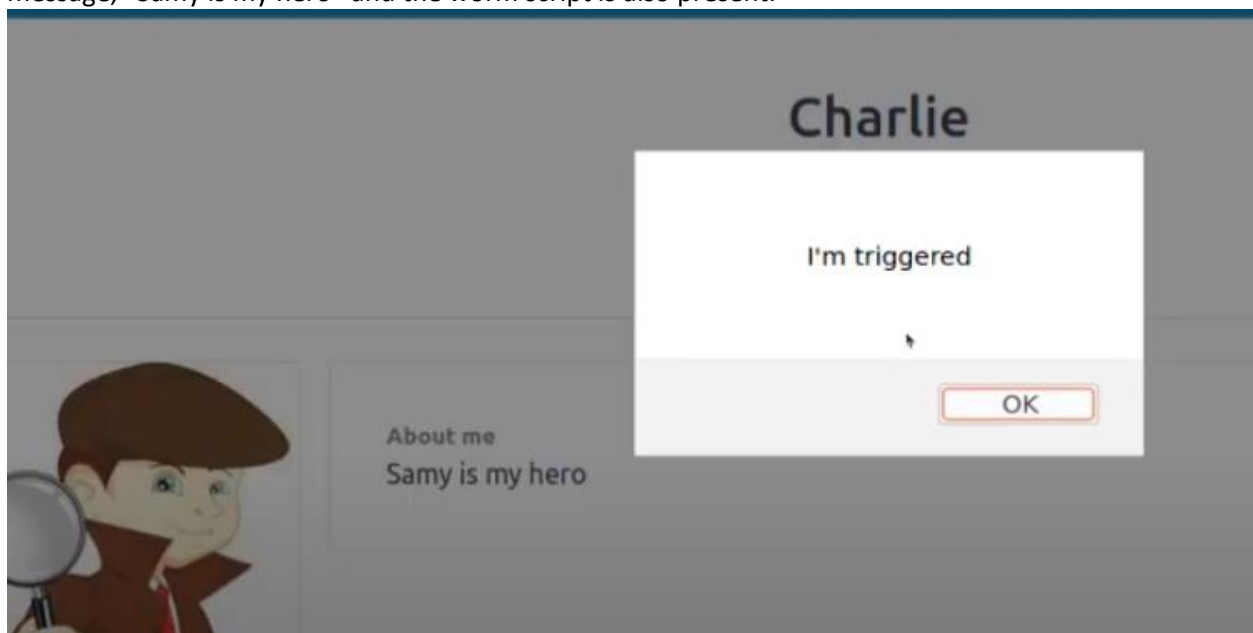 message, "Samy is my hero" and the worm script is also present.
Charlie
I'm triggered
OK
About me
Samy is my hero